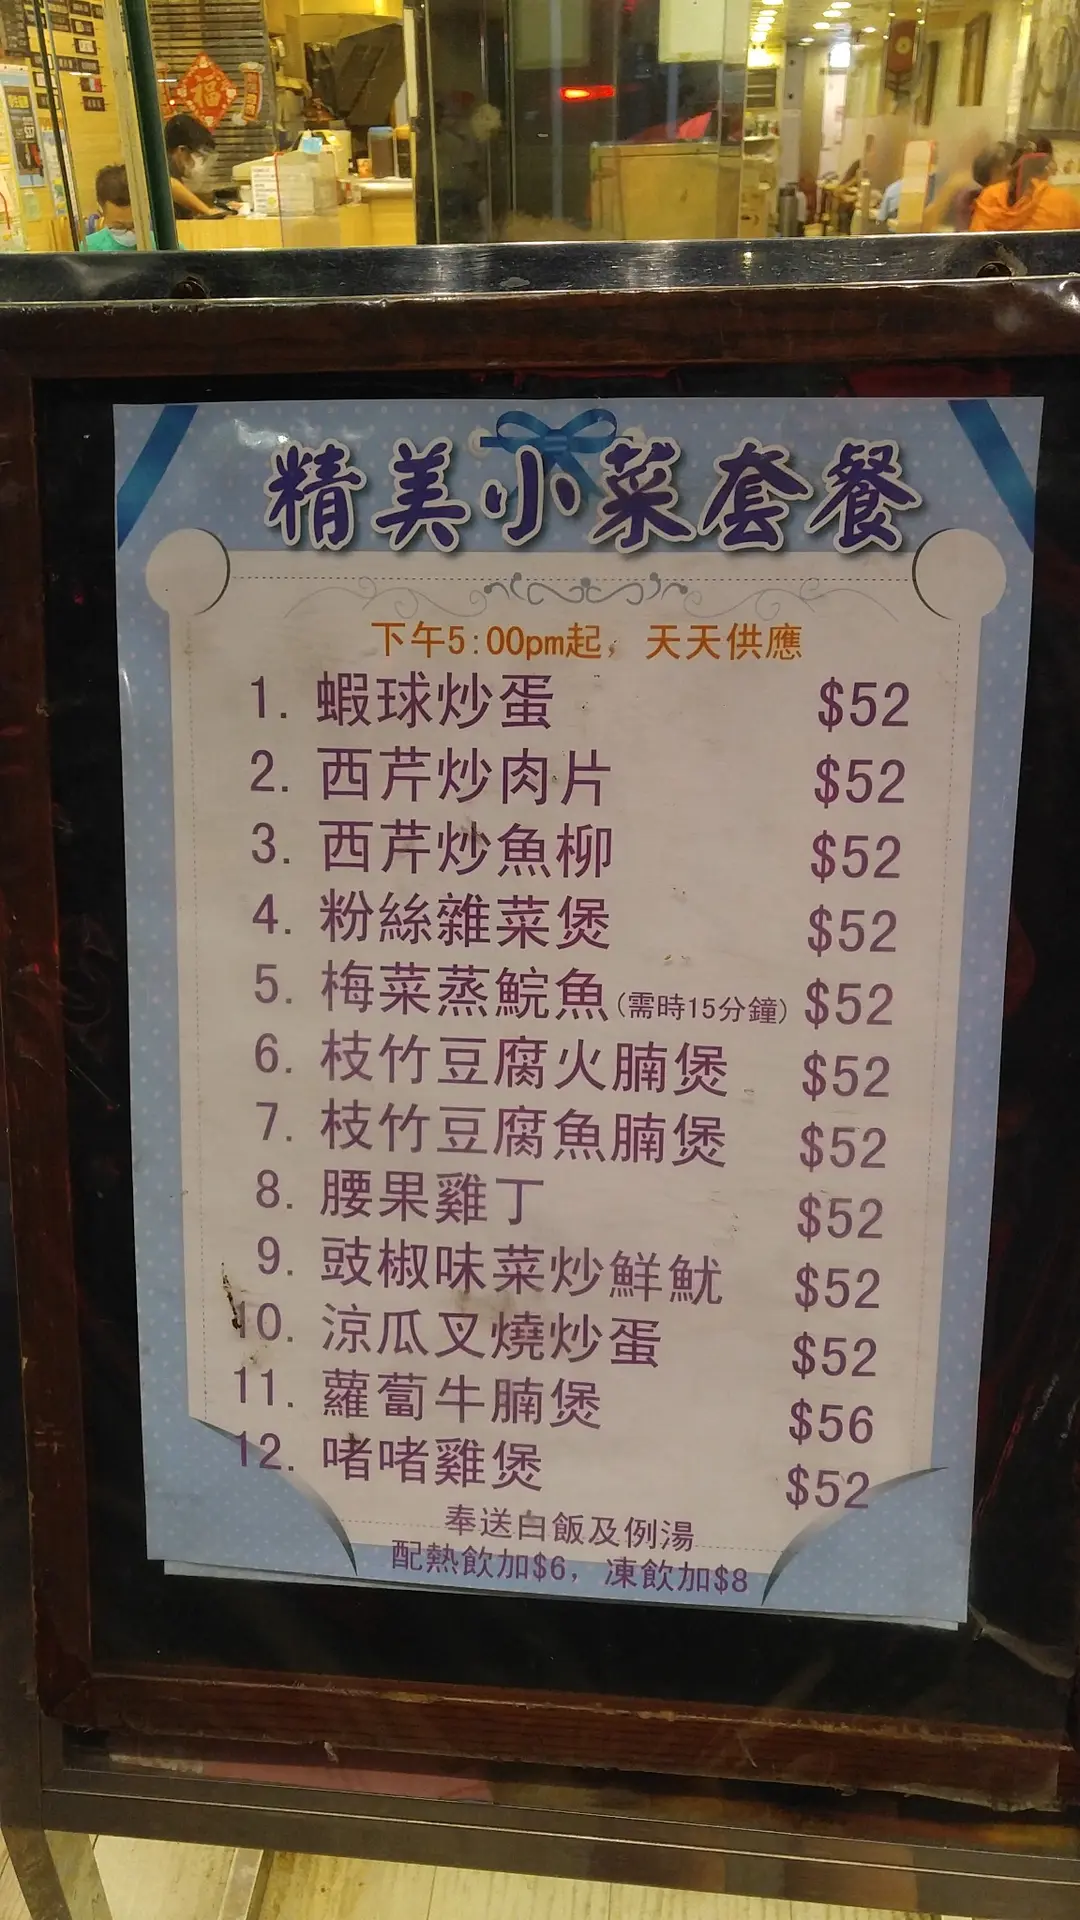 福
精美小菜套餐
下午5:00pm起，天天供應
1. 蝦球炒蛋 $52
2. 西芹炒肉片 $52
3. 西芹炒魚柳 $52
4. 粉絲雜菜煲 $52
5. 梅菜蒸鯇魚(需時15分鐘) $52
6. 枝竹豆腐火腩煲 $52
7. 枝竹豆腐魚腩煲 $52
8. 腰果雞丁 $52
9. 豉椒味菜炒鮮魷 $52
10. 涼瓜叉燒炒蛋 $52
11. 蘿蔔牛腩煲 $56
12. 啫啫雞煲 $52
奉送白飯及例湯
配熱飲加$6，凍飲加$8